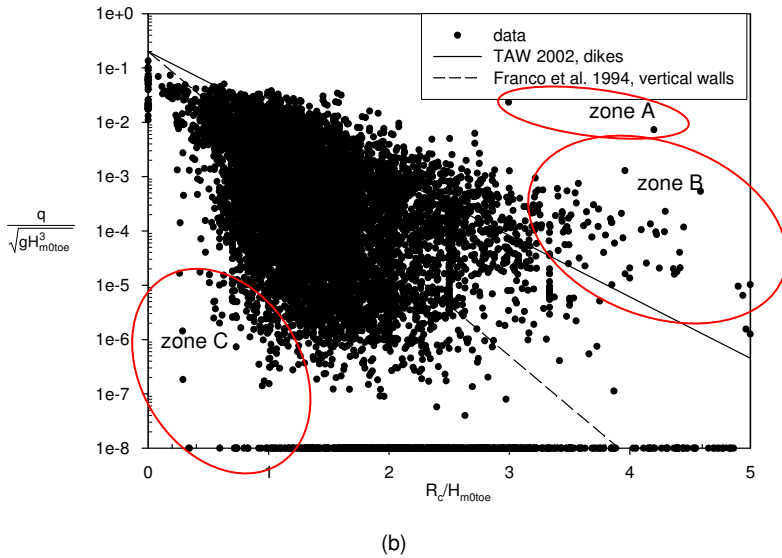 1e+0
1e-1
1e-2
1e-3
1e-4
1e-5
1e-6
1e-7
1e-8
q
√gH³m0toe
data
TAW 2002, dikes
Franco et al. 1994, vertical walls
zone A
zone B
zone C
0 1 2 3 4 5
Rc/Hm0toe
(b)